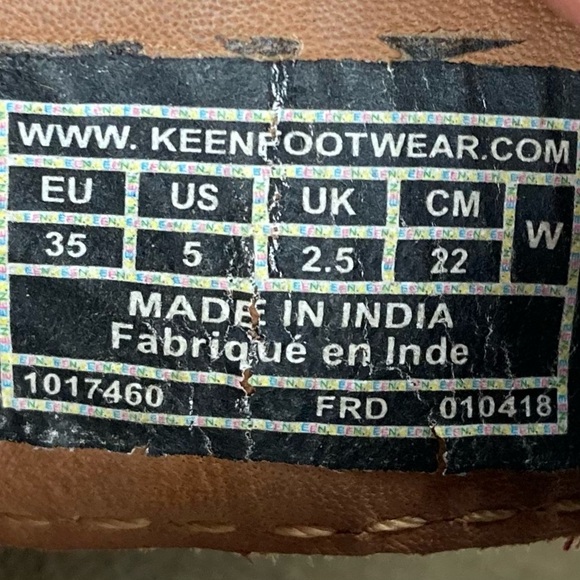 WWW. KEENFOOTWEAR.COM
EU US UK CM W
35 5 2.5 22
MADE IN INDIA
Fabriqué en Inde
1017460 FRD 010418